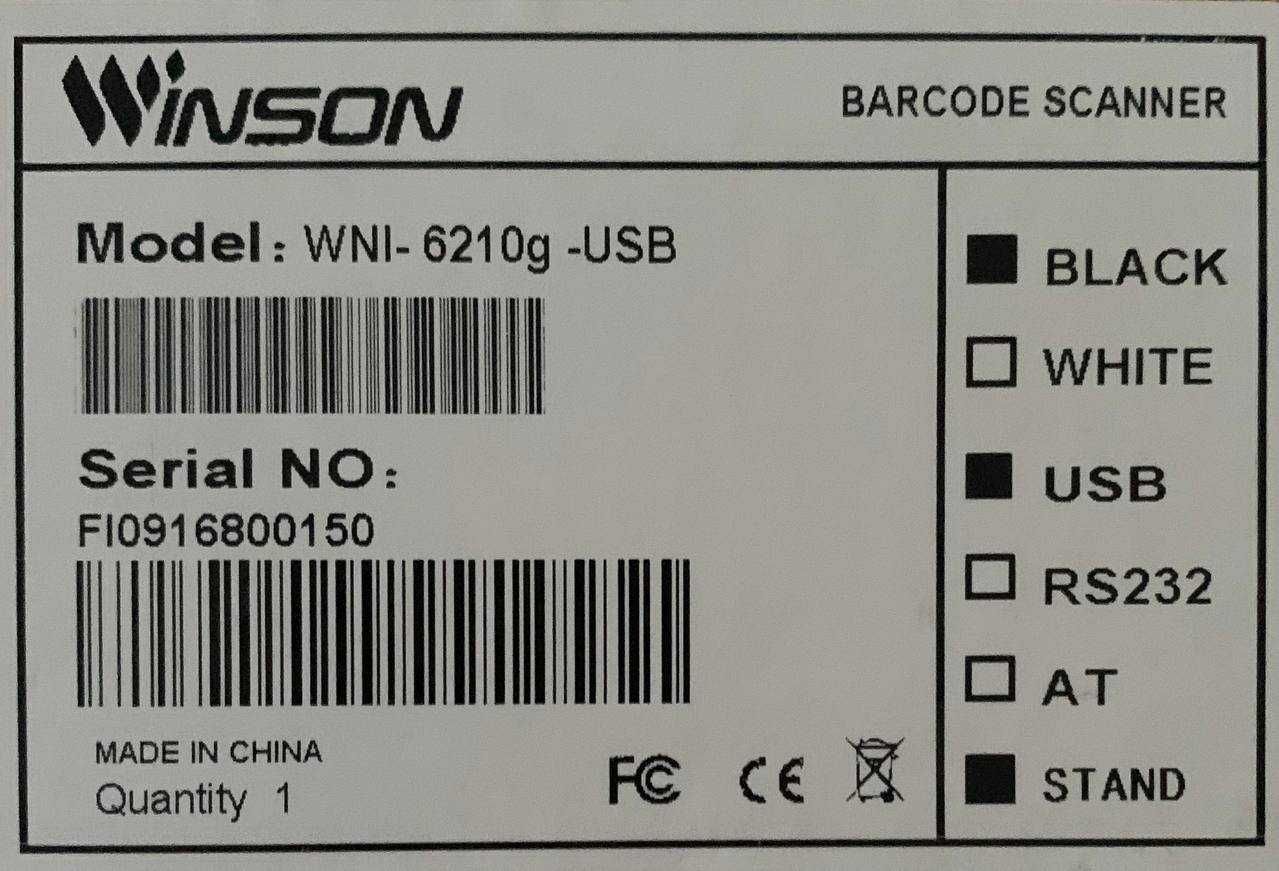 WINSON
BARCODE SCANNER
Model: WNI- 6210g -USB
Serial NO:
FI0916800150
MADE IN CHINA
Quantity 1
FC CE
BLACK
WHITE
USB
RS232
AT
STAND